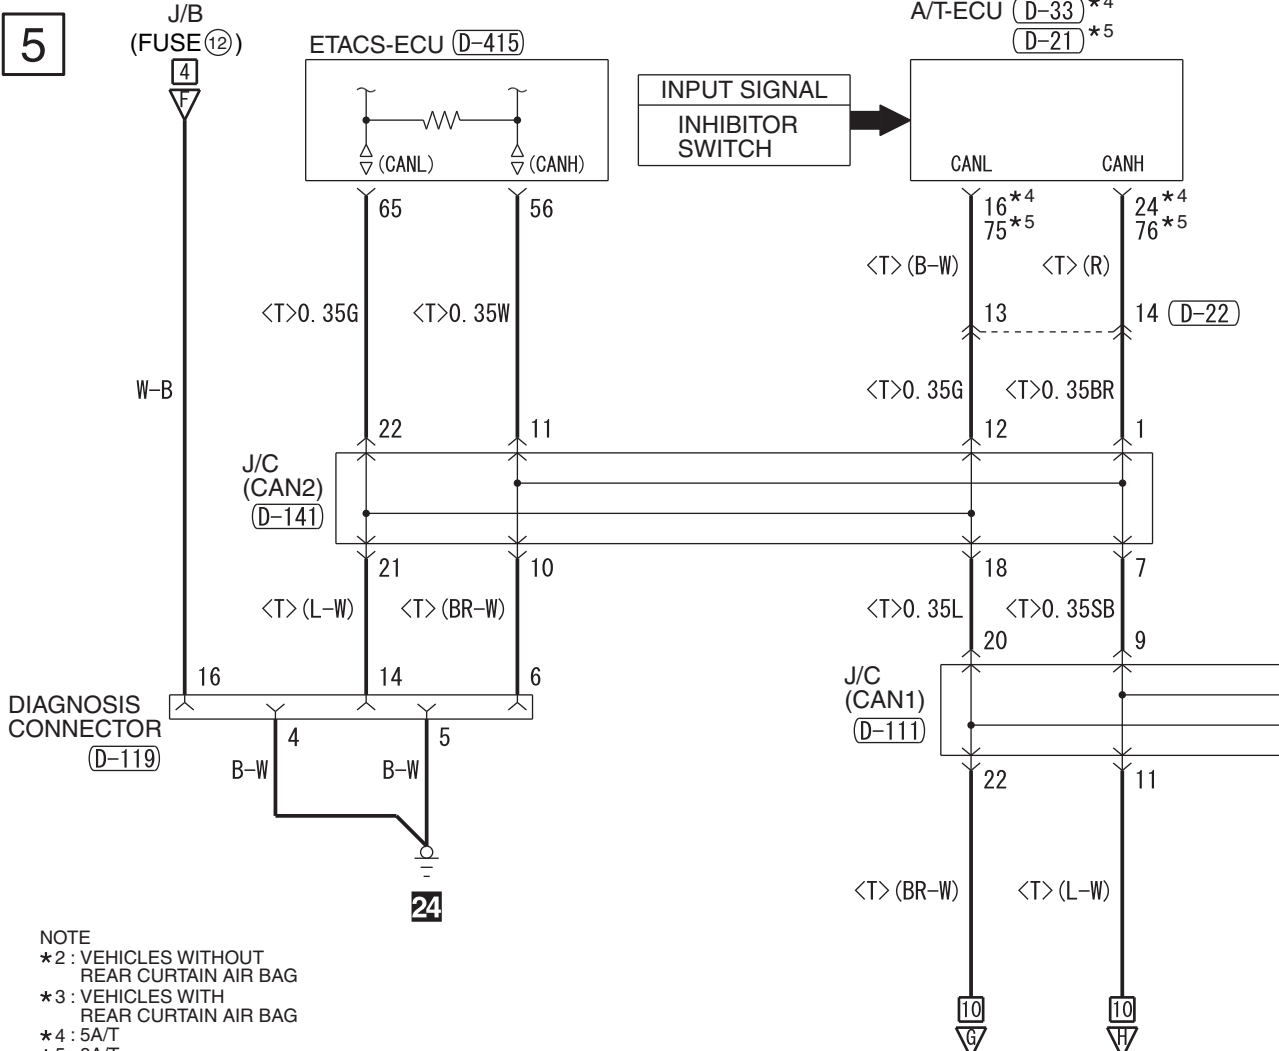 5
J/B
(FUSE⑫)
4
F
ETACS-ECU D-415
(CANL)
(CANH)
65
56
INPUT SIGNAL
INHIBITOR
SWITCH
A/T-ECU D-33 *4
D-21 *5
CANL
CANH
16*4
75*5
24*4
76*5
<T>(B-W)
<T>(R)
13
14 D-22
<T>0.35G
<T>0.35W
W-B
<T>0.35G
<T>0.35BR
22
11
12
1
J/C
(CAN2)
D-141
21
10
18
7
<T>(L-W)
<T>(BR-W)
<T>0.35L
<T>0.35SB
20
9
16
14
6
DIAGNOSIS
CONNECTOR
D-119
4
5
B-W
B-W
J/C
(CAN1)
D-111
22
11
<T>(BR-W)
<T>(L-W)
24
10
G
10
H
NOTE
*2 : VEHICLES WITHOUT
REAR CURTAIN AIR BAG
*3 : VEHICLES WITH
REAR CURTAIN AIR BAG
*4 : 5A/T